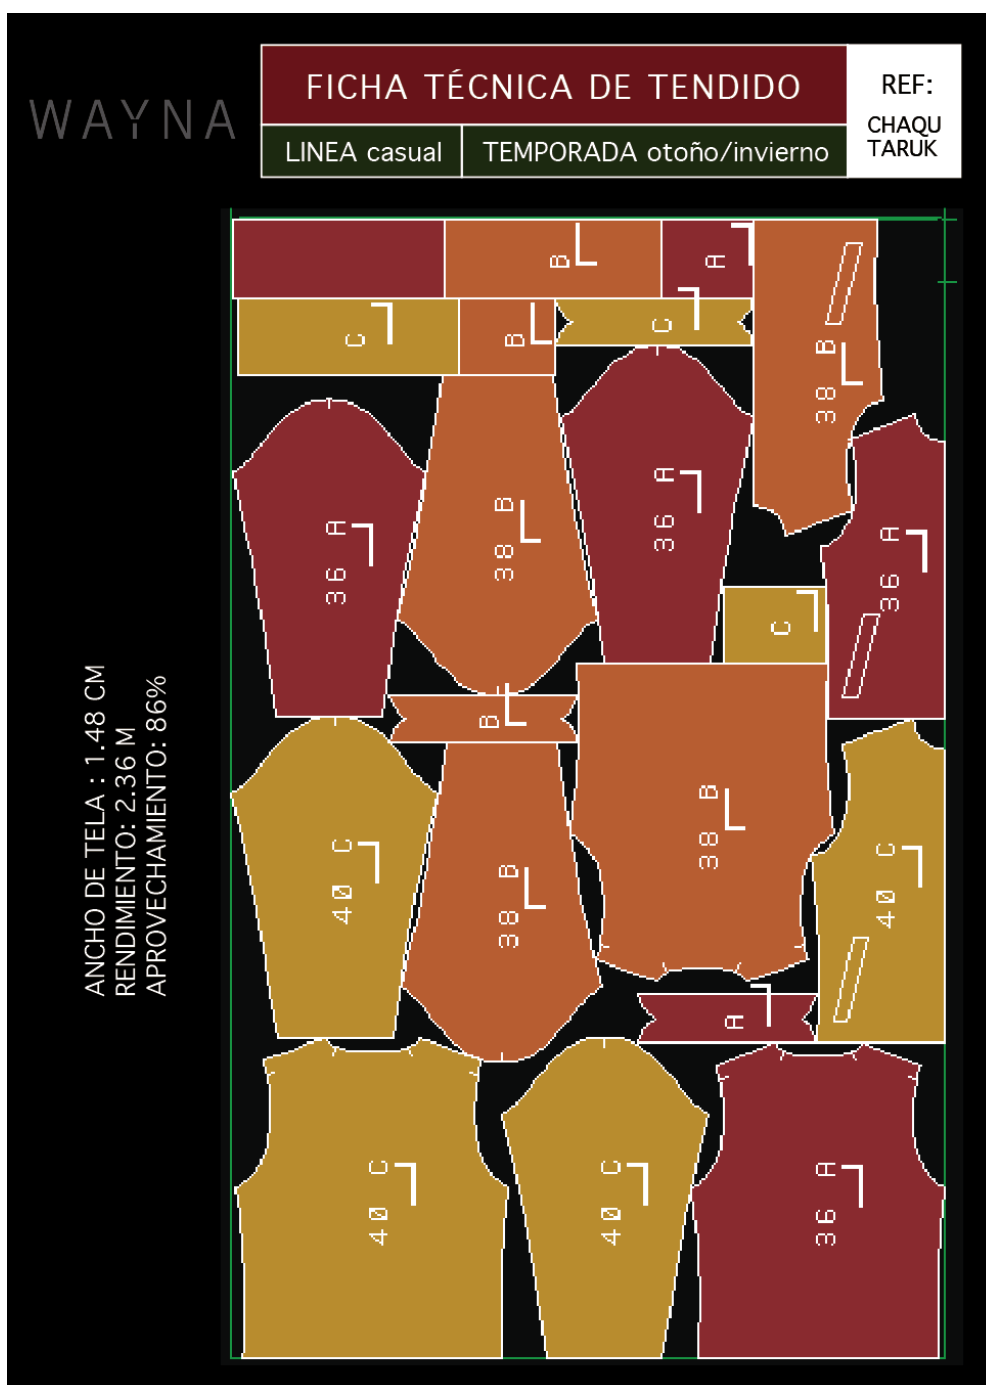 WAYNA
FICHA TÉCNICA DE TENDIDO
LINEA casual
TEMPORADA otoño/invierno
REF:
CHAQU
TARUK
B
A
C
B
C
38 B
36 A
38 B
36 A
36 A
C
B
40 C
38 B
38 B
40 C
A
40 C
40 C
36 A
ANCHO DE TELA : 1.48 CM
RENDIMIENTO: 2.36 M
APROVECHAMIENTO: 86%